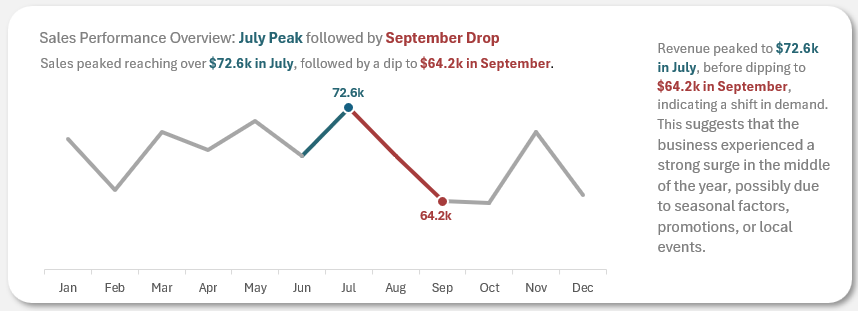 Sales Performance Overview: July Peak followed by September Drop
Sales peaked reaching over $72.6k in July, followed by a dip to $64.2k in September.
72.6k
64.2k
Jan Feb Mar Apr May Jun Jul Aug Sep Oct Nov Dec
Revenue peaked to $72.6k
in July, before dipping to
$64.2k in September,
indicating a shift in demand.
This suggests that the
business experienced a
strong surge in the middle
of the year, possibly due
to seasonal factors,
promotions, or local
events.